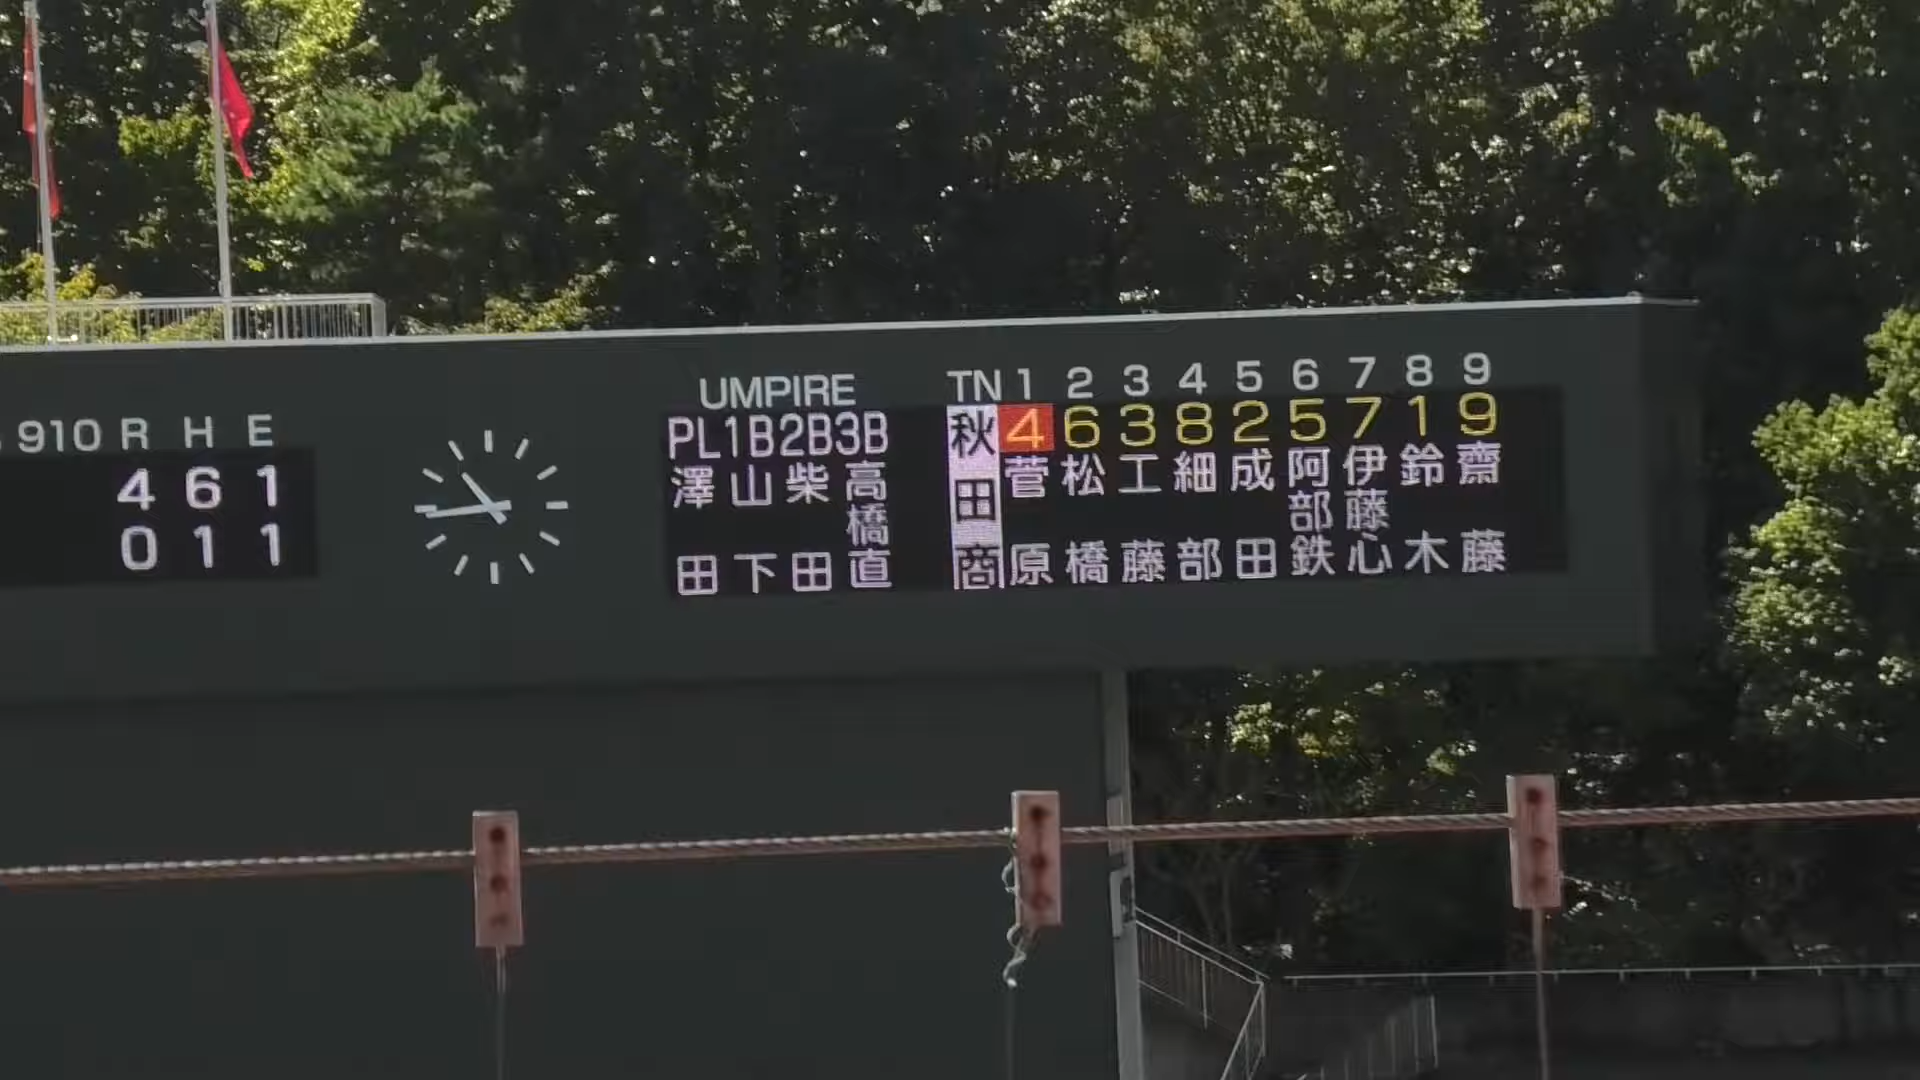 910 R H E
4 6 1
0 1 1
UMPIRE
PL 1B 2B 3B
澤田
山下
柴田
高橋直
TN 1 2 3 4 5 6 7 8 9
秋田商
4 6 3 8 2 5 7 1 9
菅原
松橋
工藤
細部
成田
阿部鉄
伊藤心
鈴木
齋藤